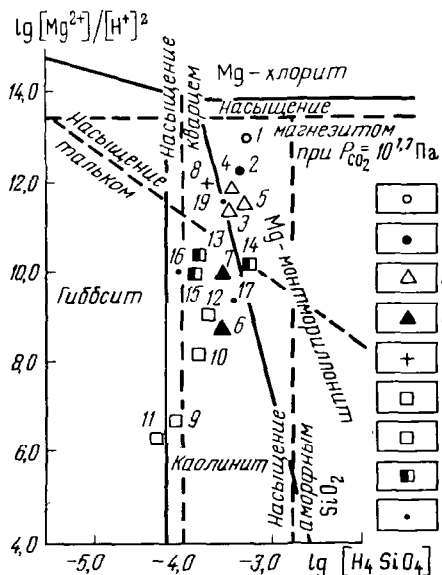 lg [Mg²⁺]/[H⁺]²
14,0
12,0
10,0
8,0
6,0
4,0
Mg-хлорит
Насыщение
магнезитом
при P_CO₂ = 10^1,7 Па
Насыщение
кварцем
Насыщение
тальком
Mg-монтмориллонит
Гиббсит
Каолинит
Насыщение
аморфным
SiO₂
1
2
4
8
5
19
3
13
14
16
7
15
17
12
6
10
9
11
-5,0
-4,0
-3,0
lg [H₄SiO₄]